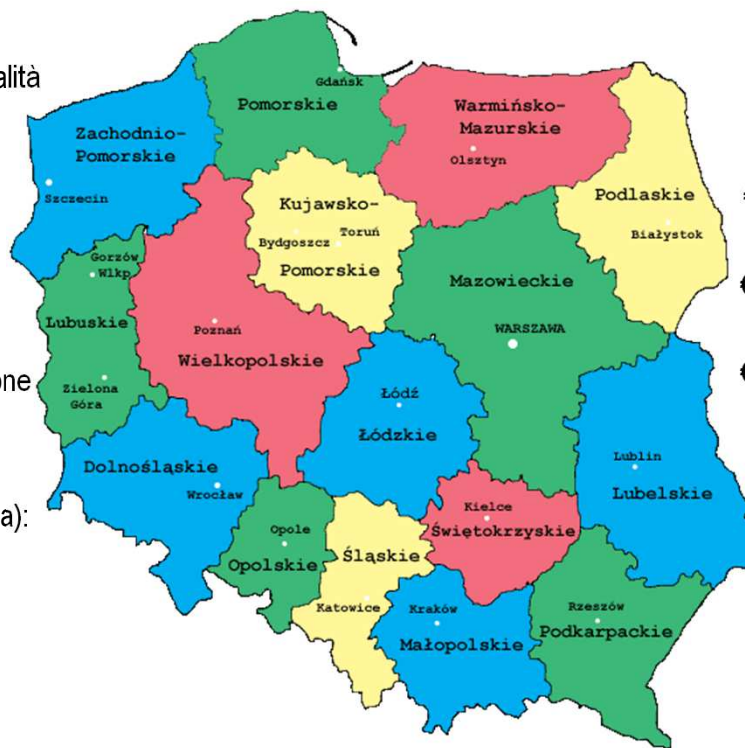 alità
Gdańsk
Pomorskie
Warmińsko-
Mazurskie
Olsztyn
Zachodnio-
Pomorskie
Szczecin
Kujawsko-
Bydgoszcz
Toruń
Pomorskie
Podlaskie
Białystok
Gorzów
Wlkp
Lubuskie
Zielona
Góra
Poznań
Wielkopolskie
Mazowieckie
WARSZAWA
one
Łódź
Łódzkie
Dolnośląskie
Wrocław
Lublin
Lubelskie
a):
Opole
Opolskie
Śląskie
Katowice
Kielce
Świętokrzyskie
Kraków
Małopolskie
Rzeszów
Podkarpackie